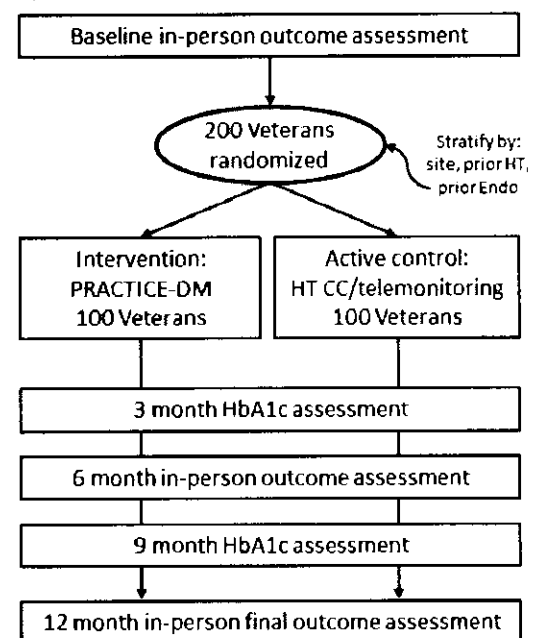 Baseline in-person outcome assessment
200 Veterans
randomized
Stratify by:
site, prior HT,
prior Endo
Intervention:
PRACTICE-DM
100 Veterans
Active control:
HT CC/telemonitoring
100 Veterans
3 month HbA1c assessment
6 month in-person outcome assessment
9 month HbA1c assessment
12 month in-person final outcome assessment